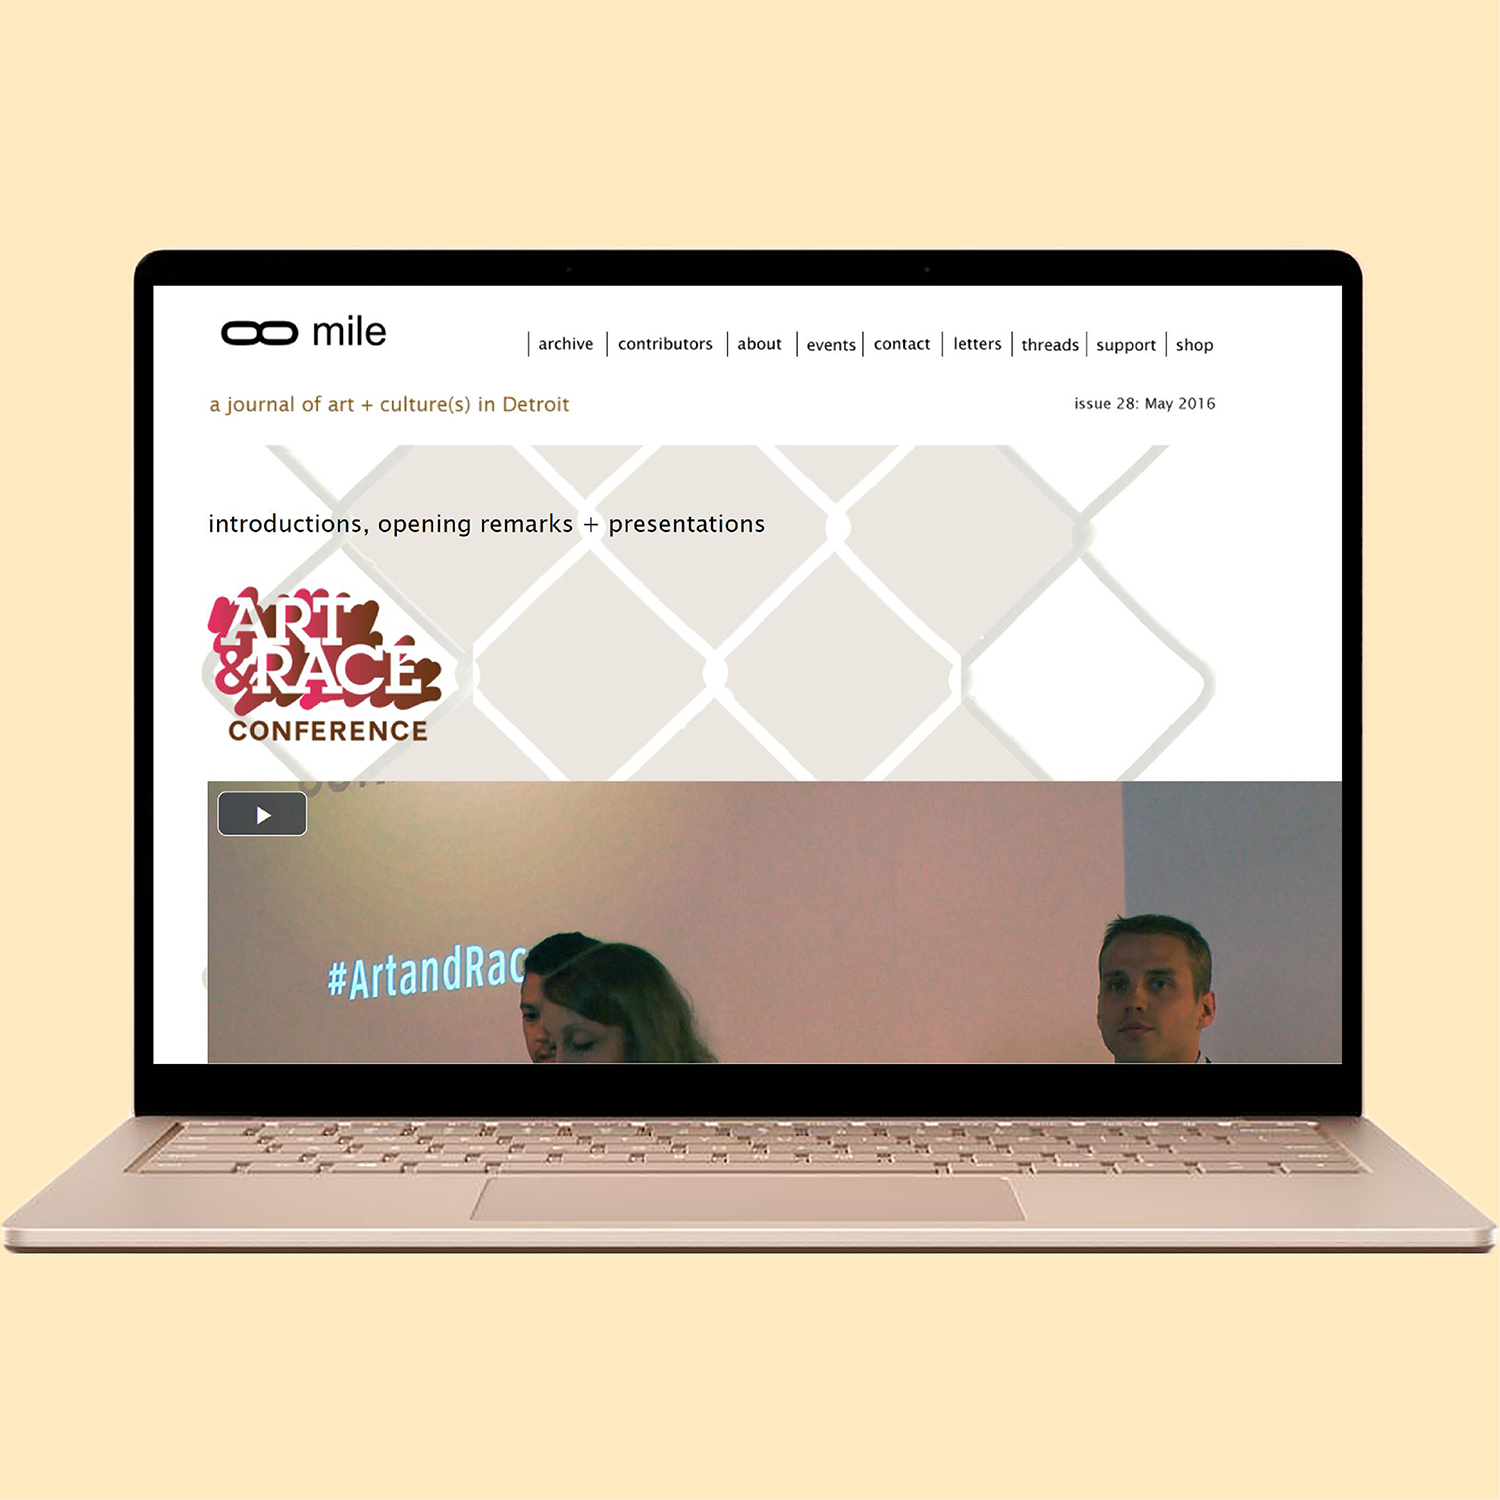 mile
archive contributors about events contact letters threads support shop
a journal of art + culture(s) in Detroit
issue 28: May 2016
introductions, opening remarks + presentations
ART
&RACE
CONFERENCE
#ArtandRac